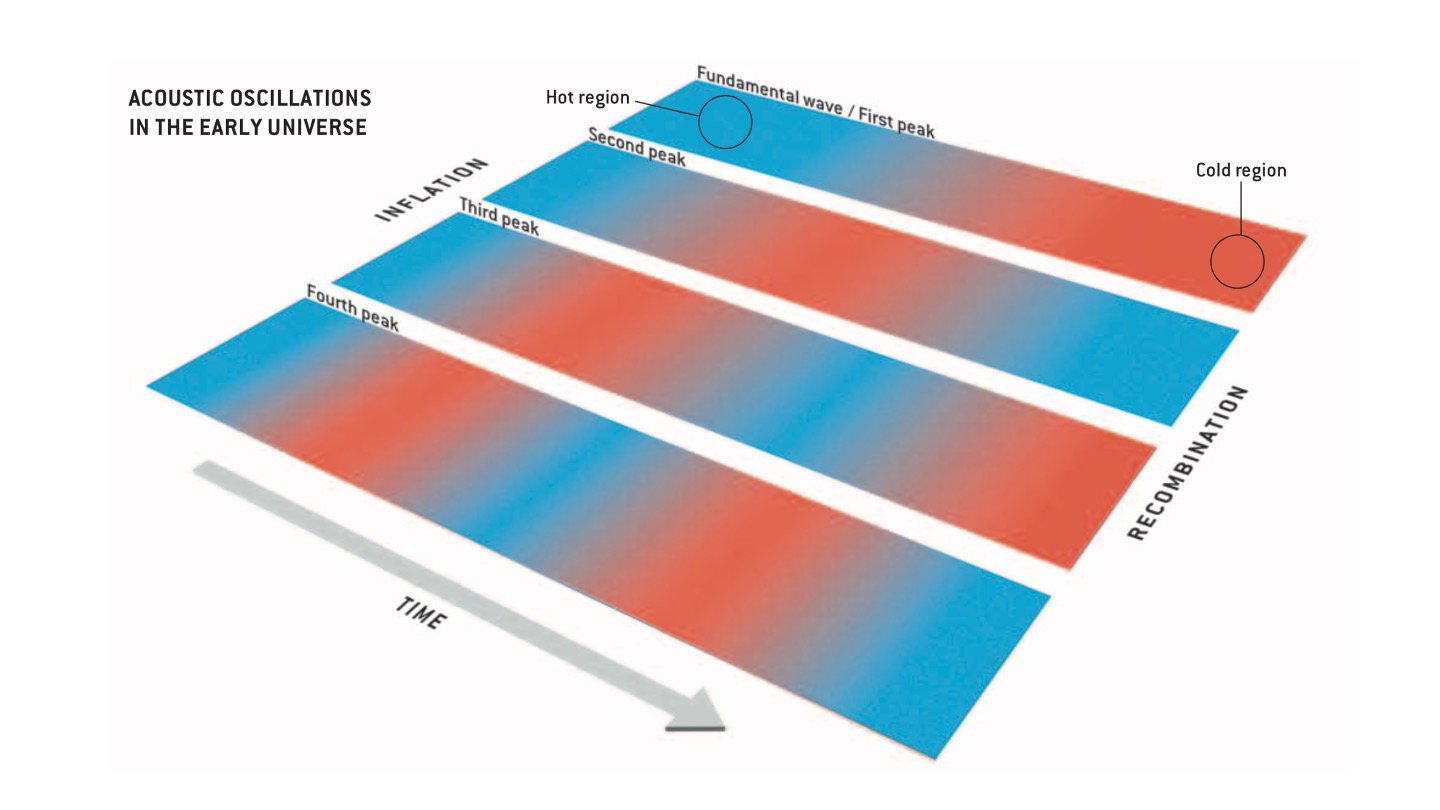 ACOUSTIC OSCILLATIONS
IN THE EARLY UNIVERSE
Hot region
Fundamental wave / First peak
Cold region
Second peak
INFLATION
Third peak
Fourth peak
RECOMBINATION
TIME